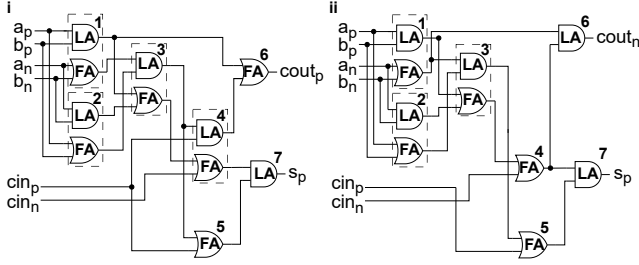 i
a_p
b_p
a_n
b_n
cin_p
cin_n
1
LA
FA
2
LA
FA
3
LA
FA
4
LA
FA
5
FA
6
FA
cout_p
7
LA
s_p
ii
a_p
b_p
a_n
b_n
cin_p
cin_n
1
LA
FA
2
LA
FA
3
LA
FA
4
FA
5
FA
6
LA
cout_n
7
LA
s_p